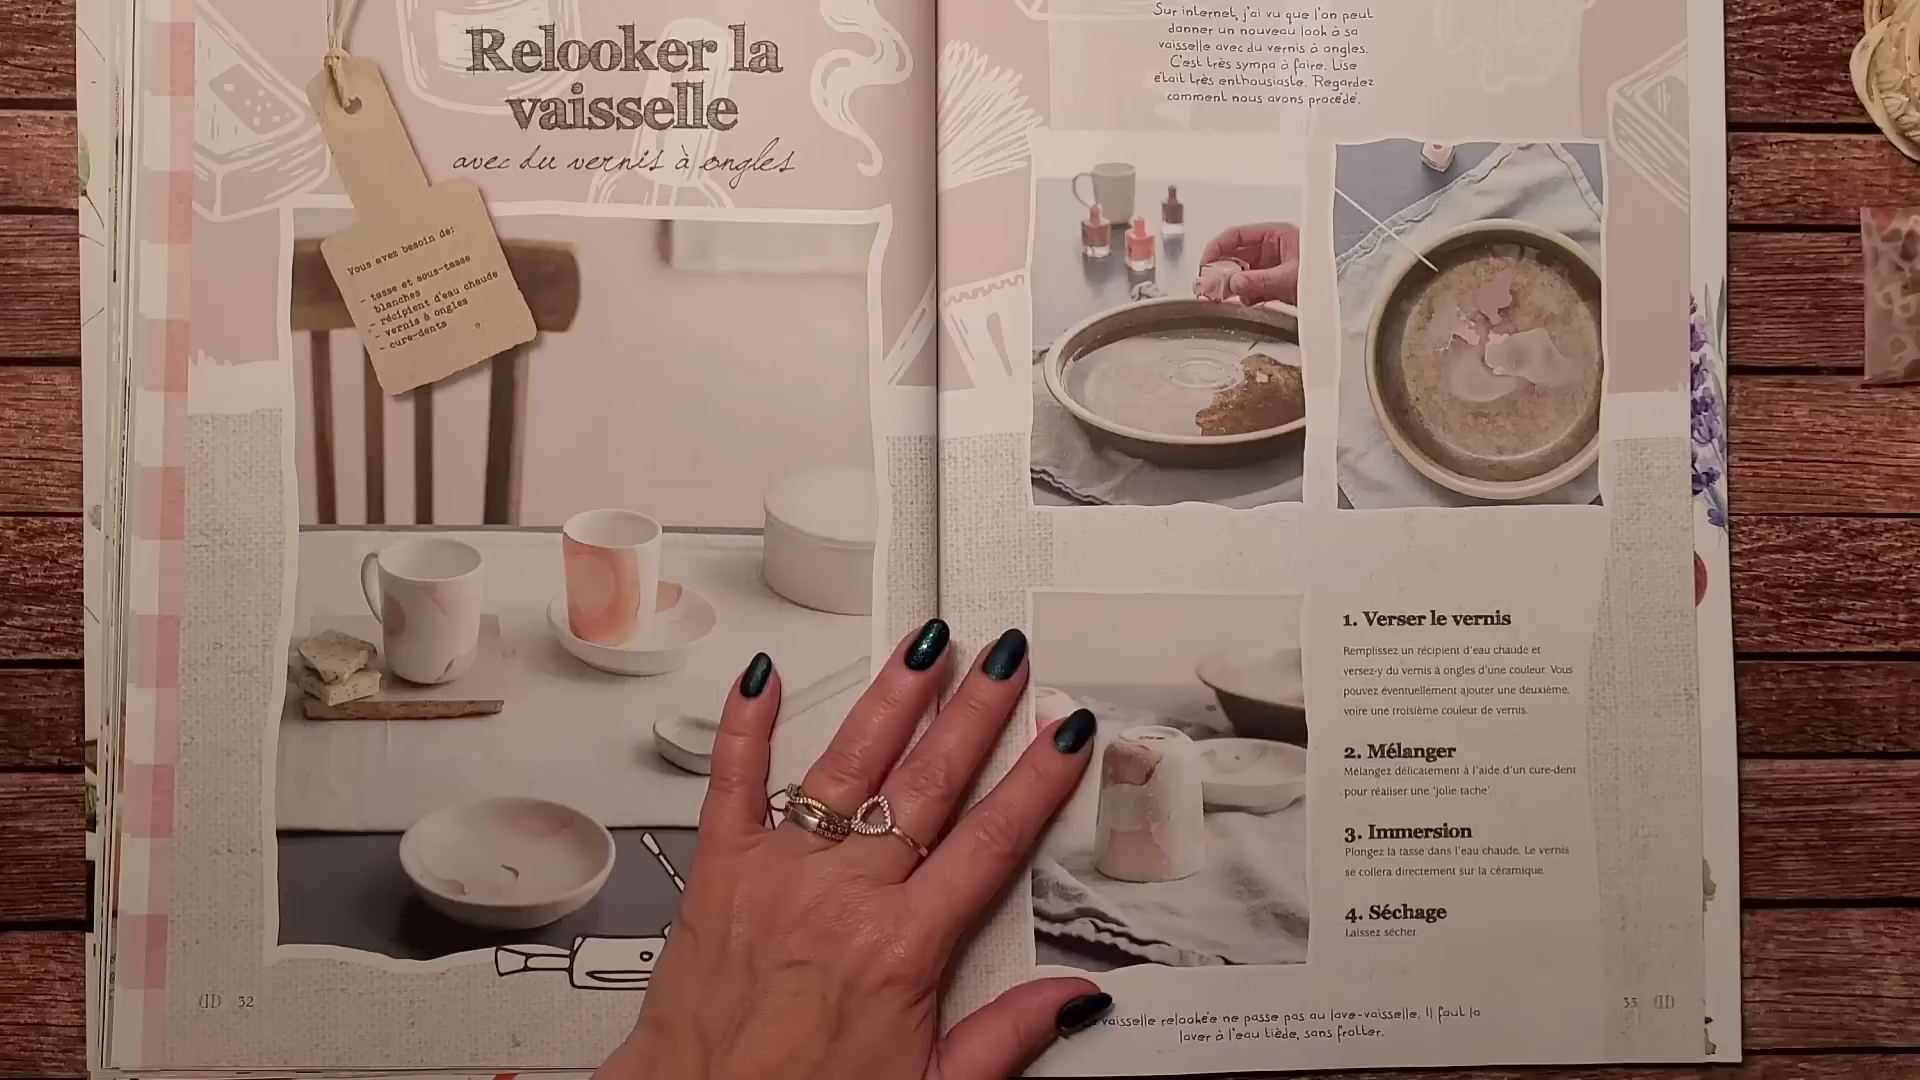 Relooker la
vaisselle
avec du vernis à ongles
Vous avez besoin de:
- tasse et sous-tasse
blanches
- récipient d'eau chaude
- vernis à ongles
- cure-dents
32
Sur internet, j'ai vu que l'on peut
donner un nouveau look à sa
vaisselle avec du vernis à ongles.
C'est très sympa à faire. Lise
était très enthousiaste. Regardez
comment nous avons procédé.
1. Verser le vernis
Remplissez un récipient d'eau chaude et
versez-y du vernis à ongles d'une couleur. Vous
pouvez éventuellement ajouter une deuxième,
voire une troisième couleur de vernis.
2. Mélanger
Mélangez délicatement à l'aide d'un cure-dent
pour réaliser une 'jolie tache'.
3. Immersion
Plongez la tasse dans l'eau chaude. Le vernis
se collera directement sur la céramique.
4. Séchage
Laissez sécher.
vaisselle relookée ne passe pas au lave-vaisselle. Il faut la
laver à l'eau tiède, sans frotter.
33